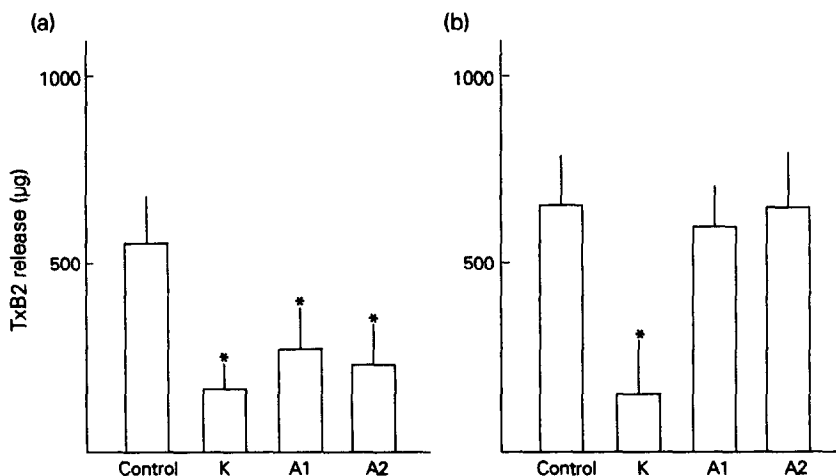 (a)
1000
500
TxB2 release (µg)
*
*
*
Control K A1 A2
(b)
1000
500
*
Control K A1 A2